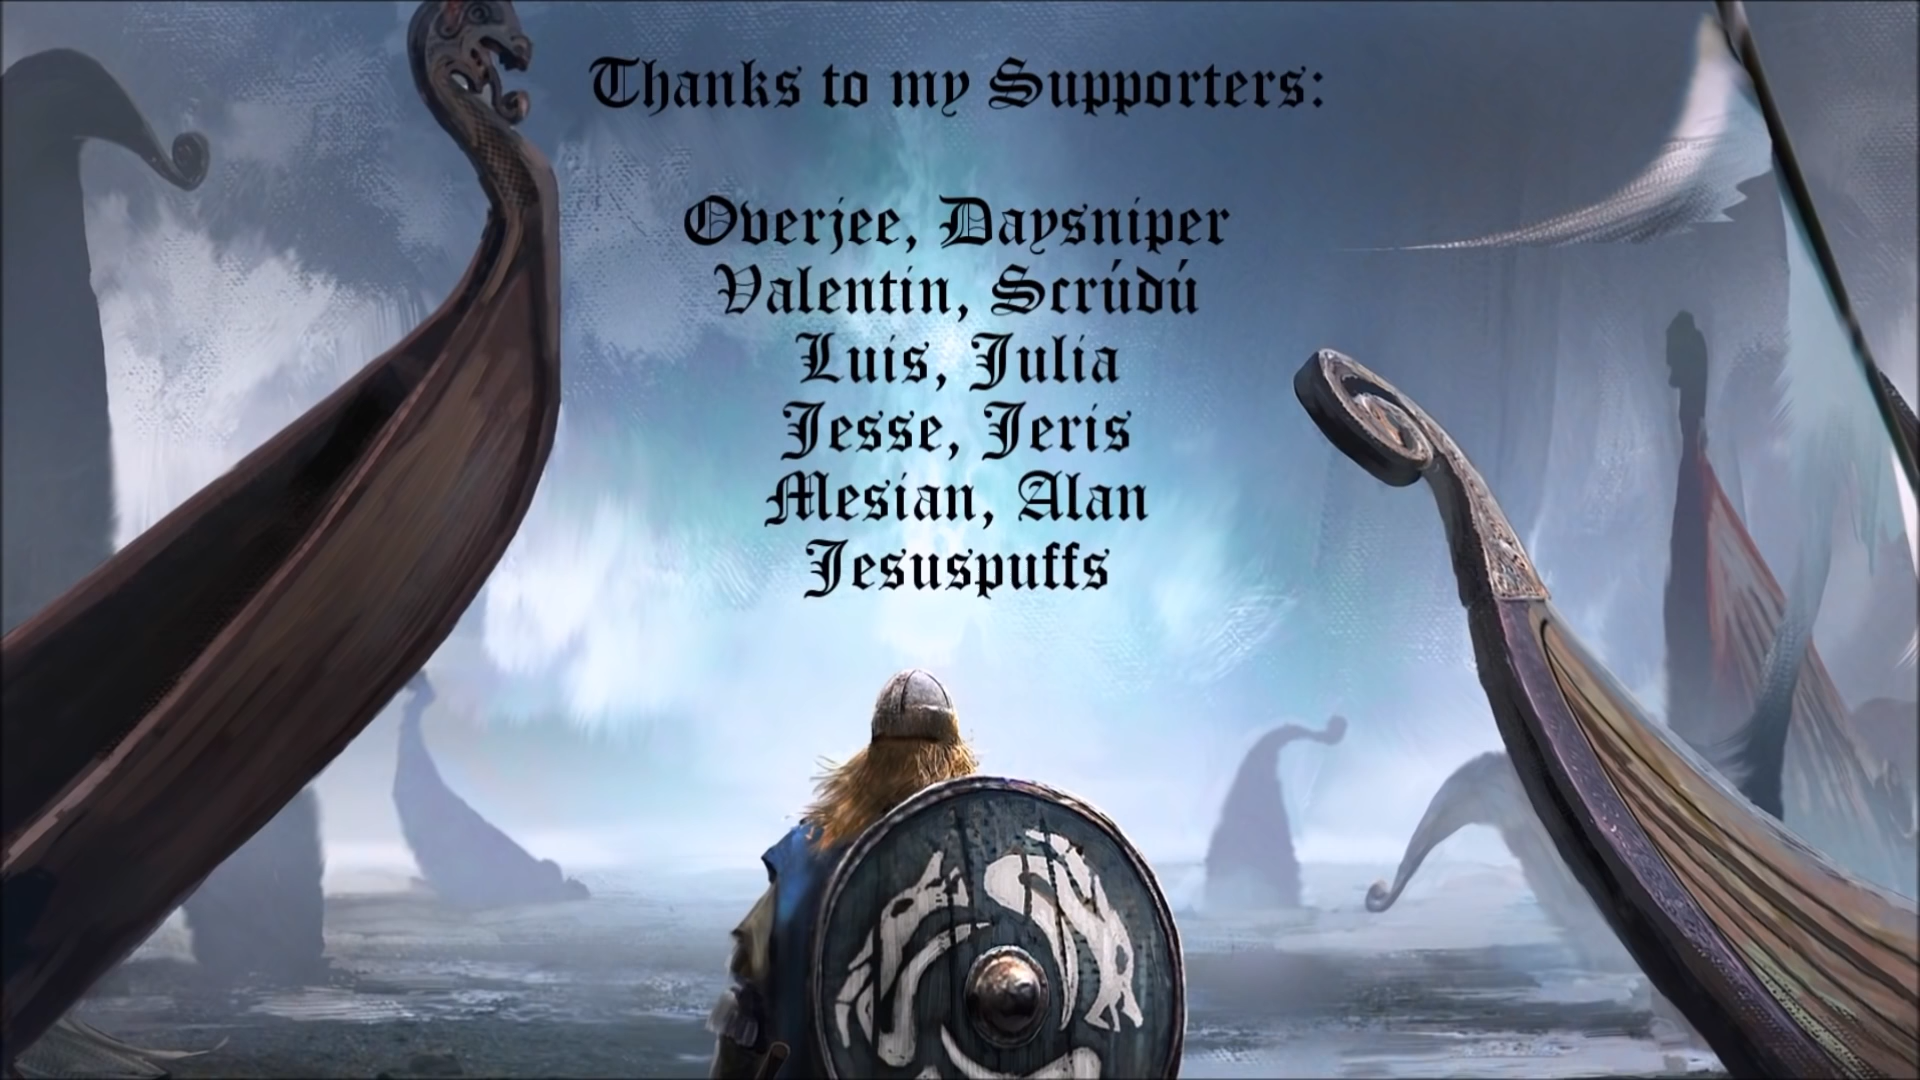 Thanks to my Supporters:
Overjee, Daysniper
Valentin, Scrúdú
Luis, Julia
Jesse, Jeris
Mesian, Alan
Jesuspuffs